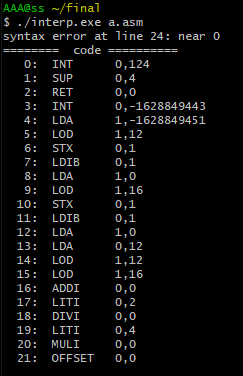 AAA@ss ~/final
$ ./interp.exe a.asm
syntax error at line 24: near 0
======== code ===========
0: INT 0,124
1: SUP 0,4
2: RET 0,0
3: INT 0,-1628849443
4: LDA 1,-1628849451
5: LOD 1,12
6: STX 0,1
7: LDIB 0,1
8: LDA 1,0
9: LOD 1,16
10: STX 0,1
11: LDIB 0,1
12: LDA 1,0
13: LDA 0,12
14: LOD 1,12
15: LOD 1,16
16: ADDI 0,0
17: LITI 0,2
18: DIVI 0,0
19: LITI 0,4
20: MULI 0,0
21: OFFSET 0,0